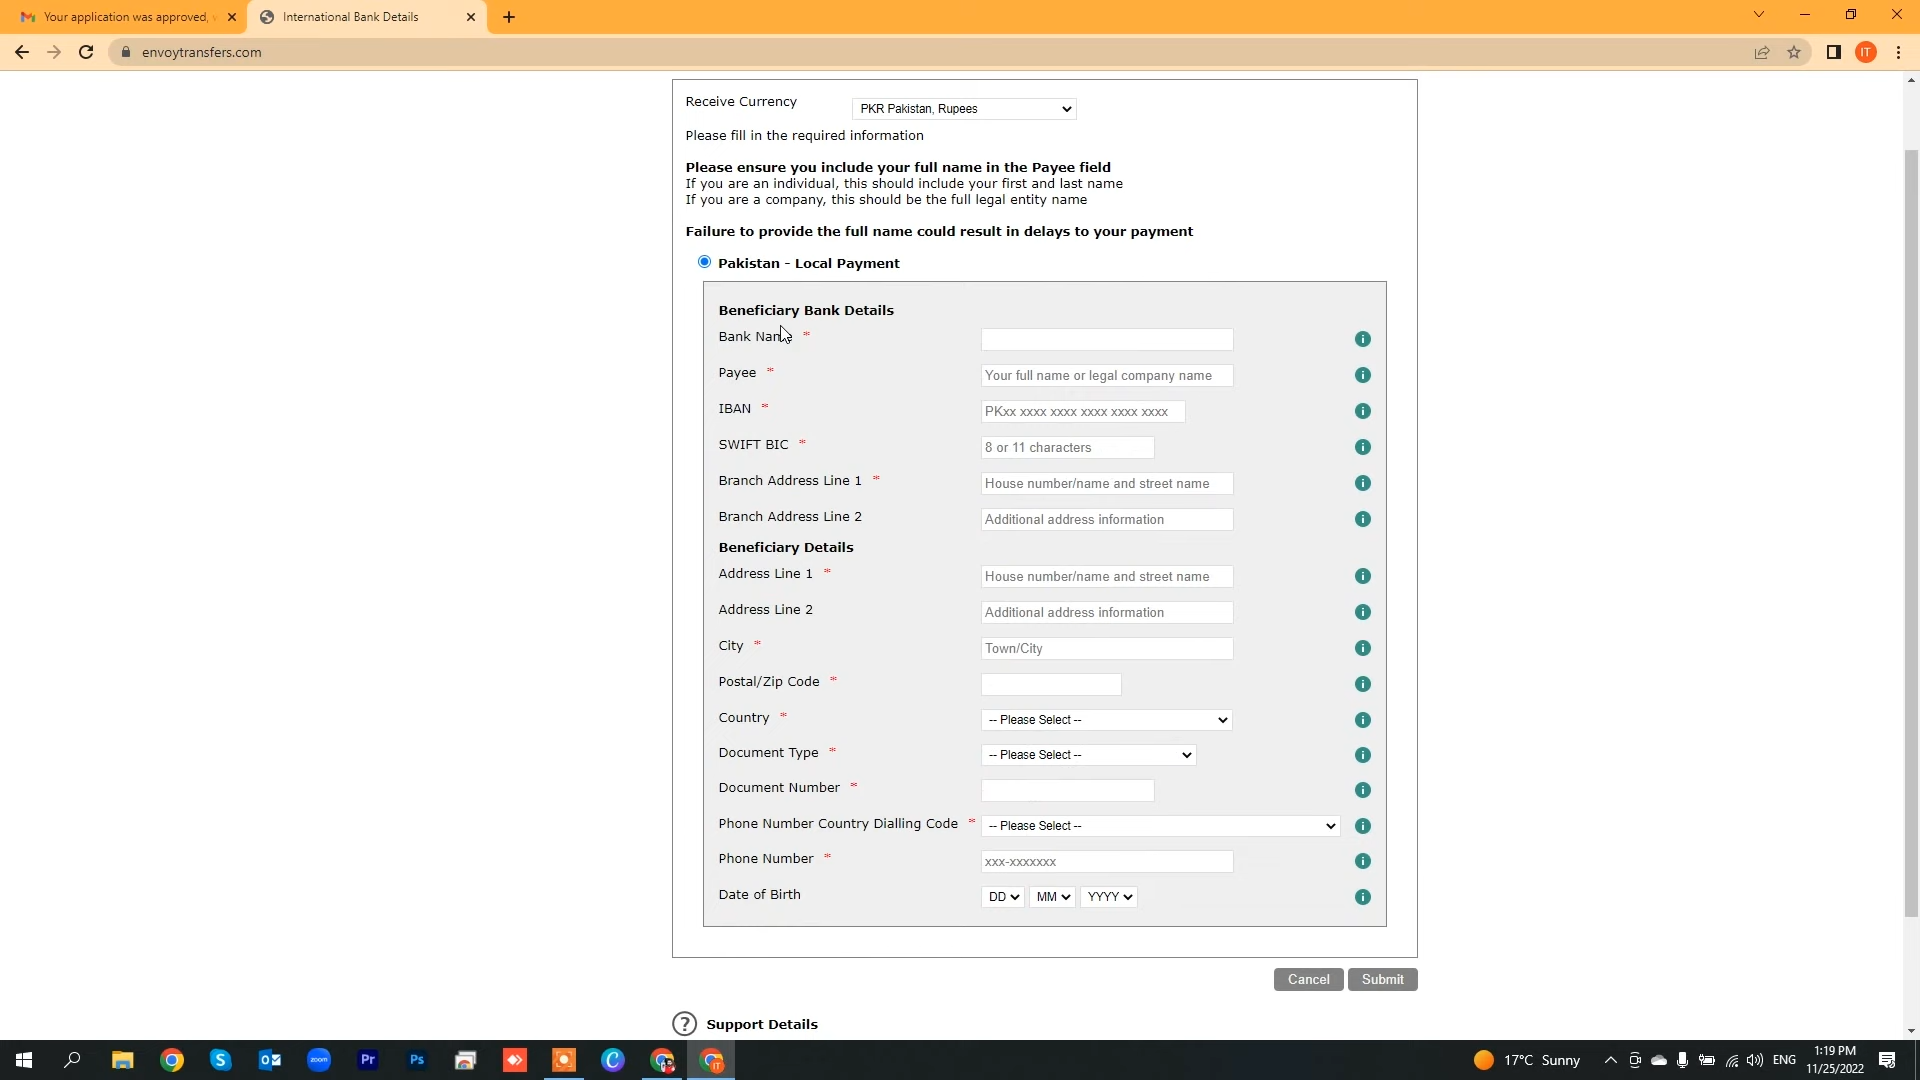 Your application was approved,
International Bank Details
envoytransfers.com
IT
Receive Currency
PKR Pakistan, Rupees
Please fill in the required information
Please ensure you include your full name in the Payee field
If you are an individual, this should include your first and last name
If you are a company, this should be the full legal entity name
Failure to provide the full name could result in delays to your payment
Pakistan - Local Payment
Beneficiary Bank Details
Bank Name *
Payee * Your full name or legal company name
IBAN * PKxx xxxx xxxx xxxx xxxx xxxx
SWIFT BIC * 8 or 11 characters
Branch Address Line 1 * House number/name and street name
Branch Address Line 2 Additional address information
Beneficiary Details
Address Line 1 * House number/name and street name
Address Line 2 Additional address information
City * Town/City
Postal/Zip Code *
Country * -- Please Select --
Document Type * -- Please Select --
Document Number *
Phone Number Country Dialling Code * -- Please Select --
Phone Number * xxx-xxxxxxx
Date of Birth DD MM YYYY
Cancel Submit
? Support Details
zoom
Pr
Ps
IT
17°C Sunny
ENG
1:19 PM
11/25/2022